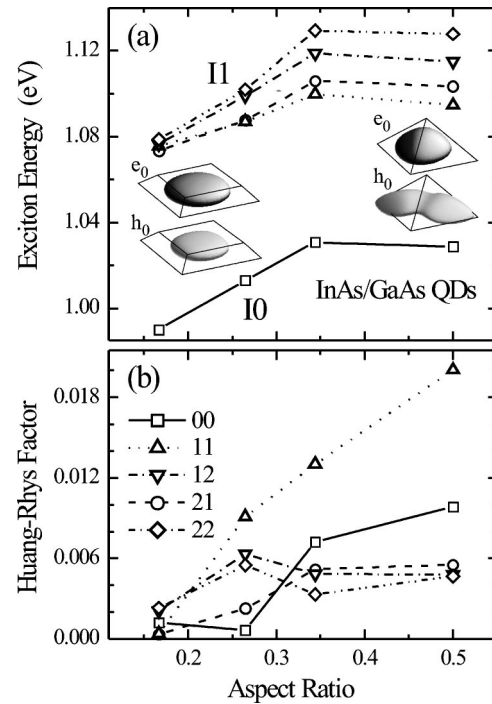 (a)
1.12
I1
1.08
e0
h0
e0
h0
1.04
1.00
I0
InAs/GaAs QDs
Exciton Energy (eV)
(b)
0.018
00
11
12
21
22
0.012
0.006
0.000
Huang-Rhys Factor
0.2
0.3
0.4
0.5
Aspect Ratio